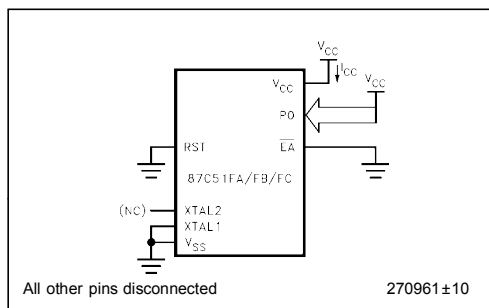 VCC
ICC
VCC
VCC
P0
RST
EA
87C51FA/FB/FC
(NC)
XTAL2
XTAL1
VSS
All other pins disconnected
270961±10